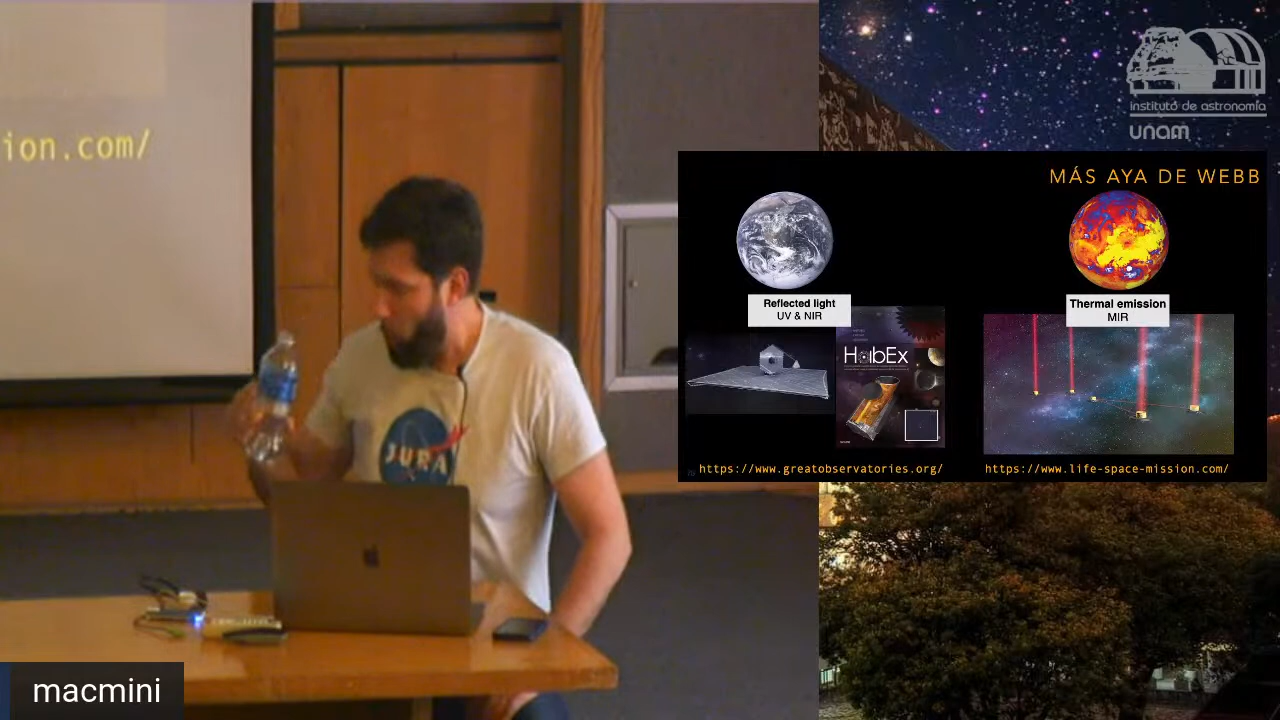 ion.com/
instituto de astronomía
unam
MÁS AYA DE WEBB
Reflected light
UV & NIR
Thermal emission
MIR
HabEx
https://www.greatobservatories.org/
https://www.life-space-mission.com/
JURA
macmini